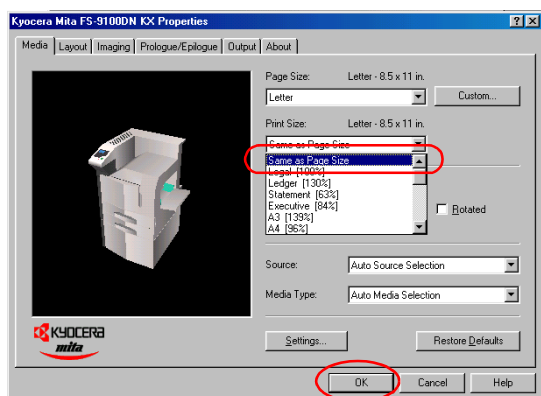 Kyocera Mita FS-9100DN KX Properties
Media Layout Imaging Prologue/Epilogue Output About
Page Size: Letter - 8.5 x 11 in.
Letter Custom...
Print Size: Letter - 8.5 x 11 in.
Same as Page Size
Same as Page Size
Legal [100%]
Ledger [130%]
Statement [63%]
Executive [84%]
A3 [139%]
A4 [96%]
Rotated
Source: Auto Source Selection
Media Type: Auto Media Selection
KYOCERA
mita
Settings... Restore Defaults
OK Cancel Help